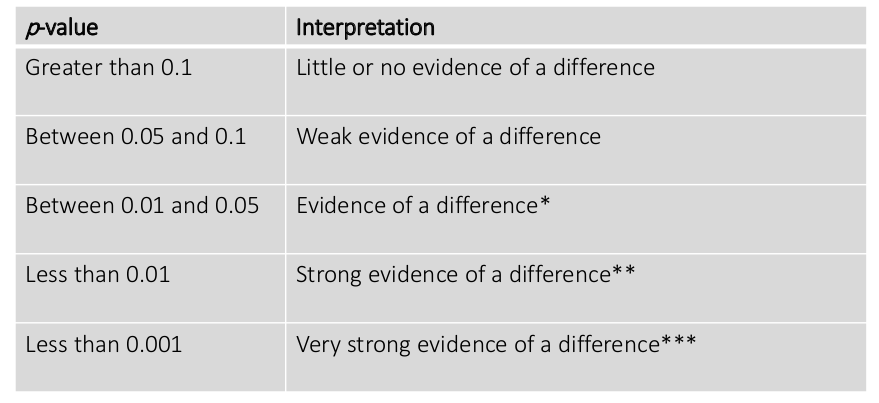 p-value Interpretation
Greater than 0.1 Little or no evidence of a difference
Between 0.05 and 0.1 Weak evidence of a difference
Between 0.01 and 0.05 Evidence of a difference*
Less than 0.01 Strong evidence of a difference**
Less than 0.001 Very strong evidence of a difference***